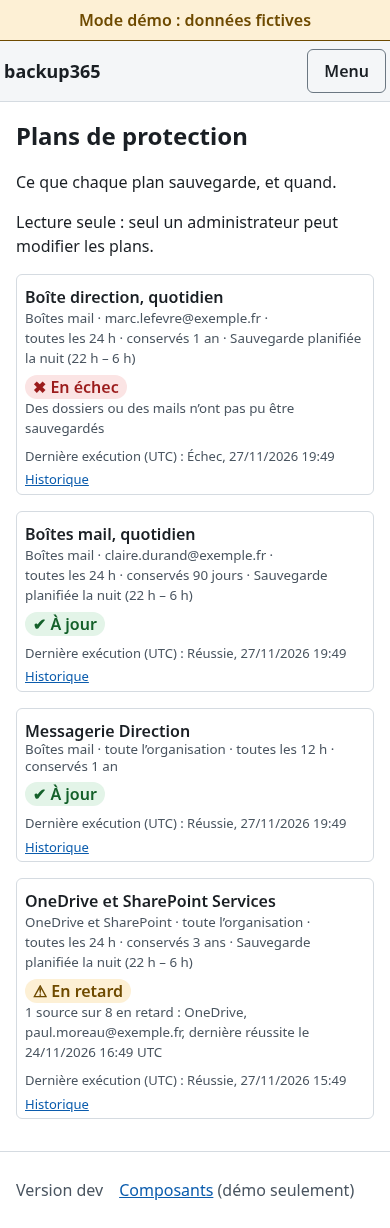 Mode démo : données fictives
backup365
Menu
Plans de protection
Ce que chaque plan sauvegarde, et quand.
Lecture seule : seul un administrateur peut
modifier les plans.
Boîte direction, quotidien
Boîtes mail · marc.lefevre@exemple.fr ·
toutes les 24 h · conservés 1 an · Sauvegarde planifiée
la nuit (22 h – 6 h)
✖ En échec
Des dossiers ou des mails n’ont pas pu être
sauvegardés
Dernière exécution (UTC) : Échec, 27/11/2026 19:49
Historique
Boîtes mail, quotidien
Boîtes mail · claire.durand@exemple.fr ·
toutes les 24 h · conservés 90 jours · Sauvegarde
planifiée la nuit (22 h – 6 h)
✔ À jour
Dernière exécution (UTC) : Réussie, 27/11/2026 19:49
Historique
Messagerie Direction
Boîtes mail · toute l’organisation · toutes les 12 h ·
conservés 1 an
✔ À jour
Dernière exécution (UTC) : Réussie, 27/11/2026 19:49
Historique
OneDrive et SharePoint Services
OneDrive et SharePoint · toute l’organisation ·
toutes les 24 h · conservés 3 ans · Sauvegarde
planifiée la nuit (22 h – 6 h)
⚠ En retard
1 source sur 8 en retard : OneDrive,
paul.moreau@exemple.fr, dernière réussite le
24/11/2026 16:49 UTC
Dernière exécution (UTC) : Réussie, 27/11/2026 15:49
Historique
Version dev Composants (démo seulement)